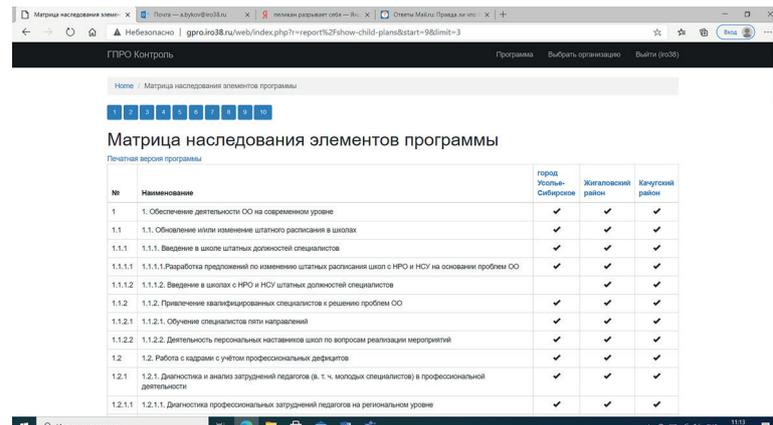 Матрица наследования элемен
Почта — a.bykov@iro38.ru
пеликан разрывает себя — Ян
Ответы Mail.ru: Правда ли что
Небезопасно | gpro.iro38.ru/web/index.php?r=report%2Fshow-child-plans&start=9&limit=3
Вход
ГПРО Контроль
Программа Выбрать организацию Выйти (iro38)
Home / Матрица наследования элементов программы
1 2 3 4 5 6 7 8 9 10
Матрица наследования элементов программы
Печатная версия программы
№ Наименование город Усолье-Сибирское Жигаловский район Качугский район
1 1. Обеспечение деятельности ОО на современном уровне
1.1 1.1. Обновление и/или изменение штатного расписания в школах
1.1.1 1.1.1. Введение в школе штатных должностей специалистов
1.1.1.1 1.1.1.1.Разработка предложений по изменению штатных расписания школ с НРО и НСУ на основании проблем ОО
1.1.1.2 1.1.1.2. Введение в школах с НРО и НСУ штатных должностей специалистов
1.1.2 1.1.2. Привлечение квалифицированных специалистов к решению проблем ОО
1.1.2.1 1.1.2.1. Обучение специалистов пяти направлений
1.1.2.2 1.1.2.2. Деятельность персональных наставников школ по вопросам реализации мероприятий
1.2 1.2. Работа с кадрами с учётом профессиональных дефицитов
1.2.1 1.2.1. Диагностика и анализ затруднений педагогов (в. т. ч. молодых специалистов) в профессиональной
деятельности
1.2.1.1 1.2.1.1. Диагностика профессиональных затруднений педагогов на региональном уровне
11:13